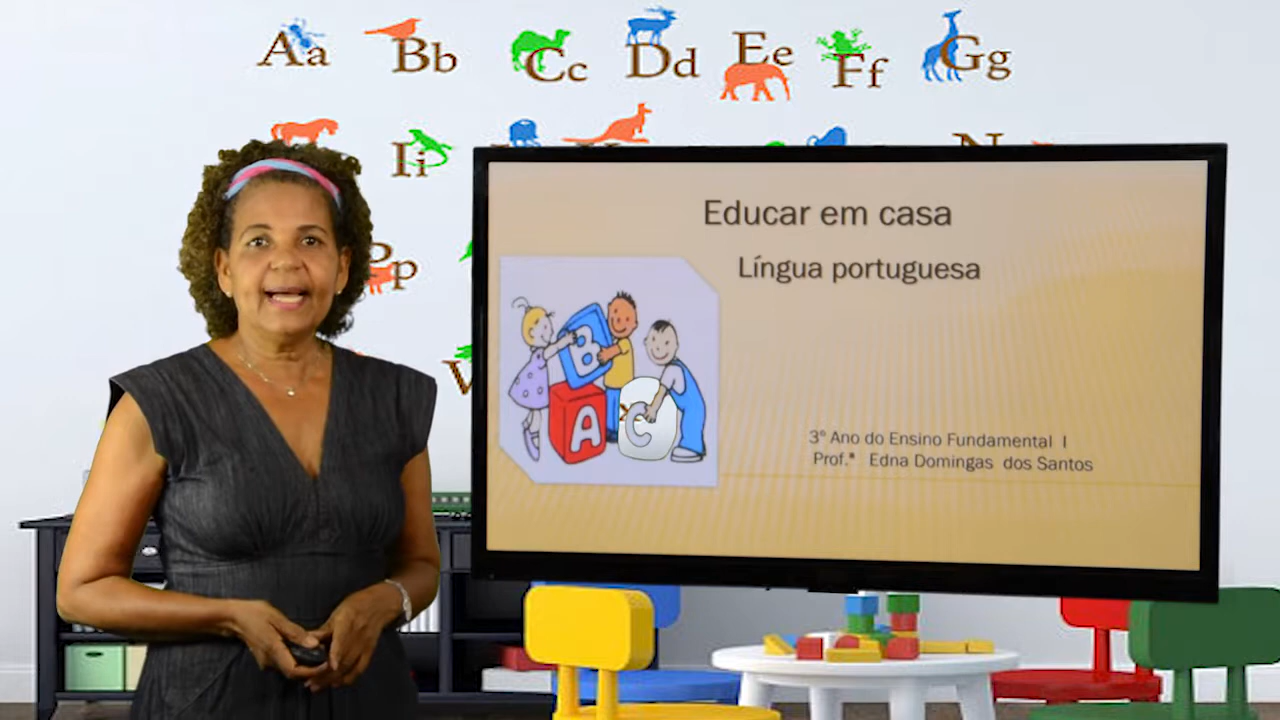 Aa Bb Cc Dd Ee Ff Gg
Ii
Pp
Educar em casa
Língua portuguesa
B
A C
3º Ano do Ensino Fundamental I
Prof.ª Edna Domingas dos Santos